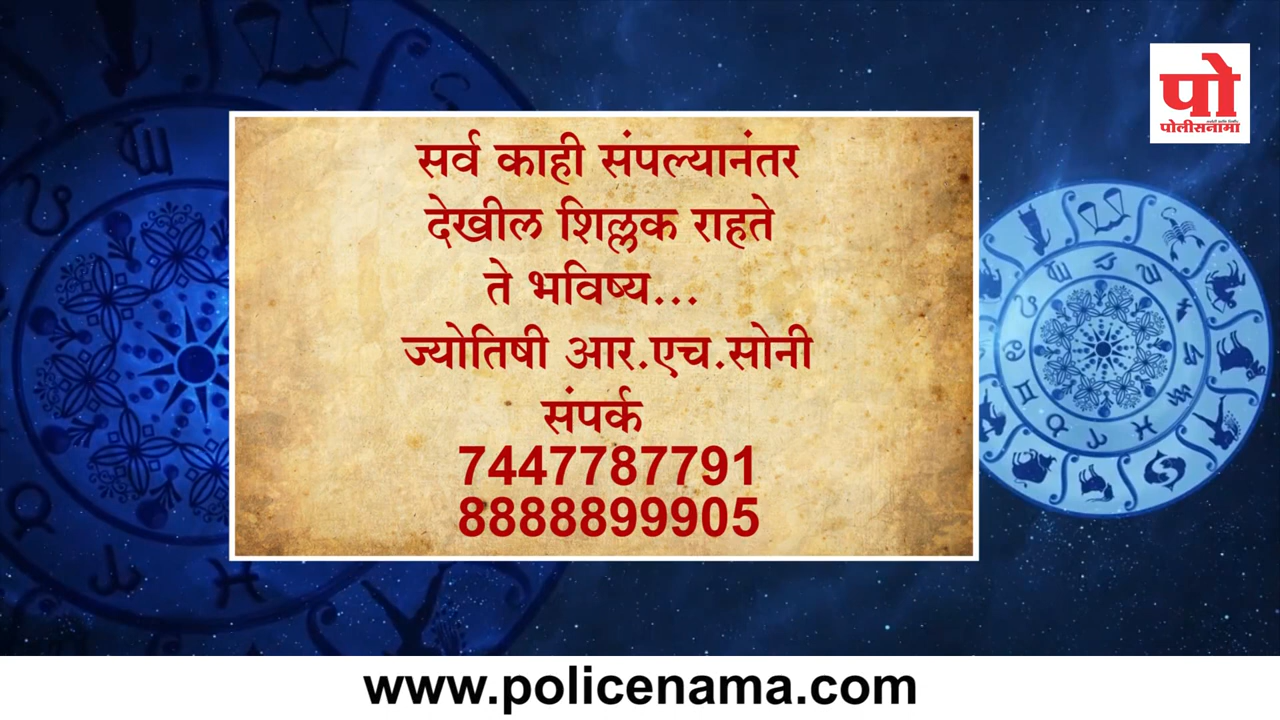 पो
पोलीसनामा
सर्व काही संपल्यानंतर
देखील शिल्लक राहते
ते भविष्य...
ज्योतिषी आर.एच.सोनी
संपर्क
7447787791
8888899905
www.policenama.com